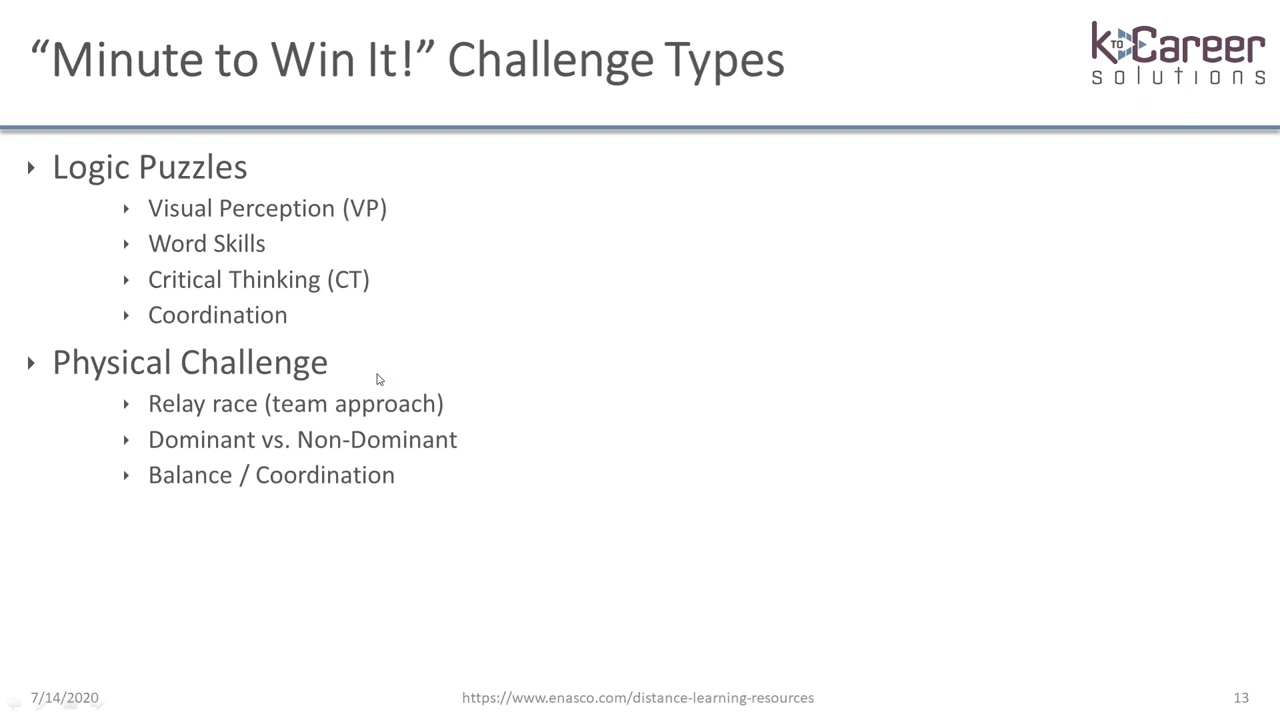 “Minute to Win It!” Challenge Types
K TO Career
solutions
Logic Puzzles
Visual Perception (VP)
Word Skills
Critical Thinking (CT)
Coordination
Physical Challenge
Relay race (team approach)
Dominant vs. Non-Dominant
Balance / Coordination
7/14/2020
https://www.enasco.com/distance-learning-resources
13